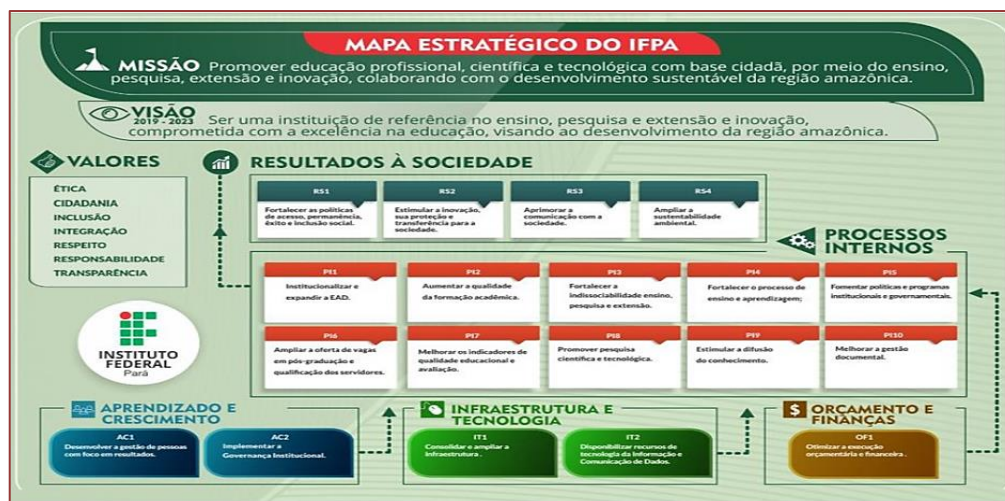 MAPA ESTRATÉGICO DO IFPA
MISSÃO Promover educação profissional, científica e tecnológica com base cidadã, por meio do ensino,
pesquisa, extensão e inovação, colaborando com o desenvolvimento sustentável da região amazônica.
VISÃO
2019 - 2023
Ser uma instituição de referência no ensino, pesquisa e extensão e inovação,
comprometida com a excelência na educação, visando ao desenvolvimento da região amazônica.
VALORES
ÉTICA
CIDADANIA
INCLUSÃO
INTEGRAÇÃO
RESPEITO
RESPONSABILIDADE
TRANSPARÊNCIA
RESULTADOS À SOCIEDADE
RS1
Fortalecer as políticas
de acesso, permanência,
êxito e inclusão social.
RS2
Estimular a inovação,
sua proteção e
transferência para a
sociedade.
RS3
Aprimorar a
comunicação com a
sociedade.
RS4
Ampliar a
sustentabilidade
ambiental.
PROCESSOS
INTERNOS
PI1
Institucionalizar e
expandir a EAD.
PI2
Aumentar a qualidade
da formação acadêmica.
PI3
Fortalecer a
indissociabilidade ensino,
pesquisa e extensão.
PI4
Fortalecer o processo de
ensino e aprendizagem;
PI5
Fomentar políticas e programas
institucionais e governamentais.
PI6
Ampliar a oferta de vagas
em pós-graduação e
qualificação dos servidores.
PI7
Melhorar os indicadores de
qualidade educacional e
avaliação.
PI8
Promover pesquisa
científica e tecnológica.
PI9
Estimular a difusão
do conhecimento.
PI10
Melhorar a gestão
documental.
INSTITUTO
FEDERAL
Pará
APRENDIZADO E
CRESCIMENTO
AC1
Desenvolver a gestão de pessoas
com foco em resultados.
AC2
Implementar a
Governança Institucional.
INFRAESTRUTURA E
TECNOLOGIA
IT1
Consolidar e ampliar a
Infraestrutura .
IT2
Disponibilizar recursos de
tecnologia da Informação e
Comunicação de Dados.
$ ORÇAMENTO E
FINANÇAS
OF1
Otimizar a execução
orçamentária e financeira .